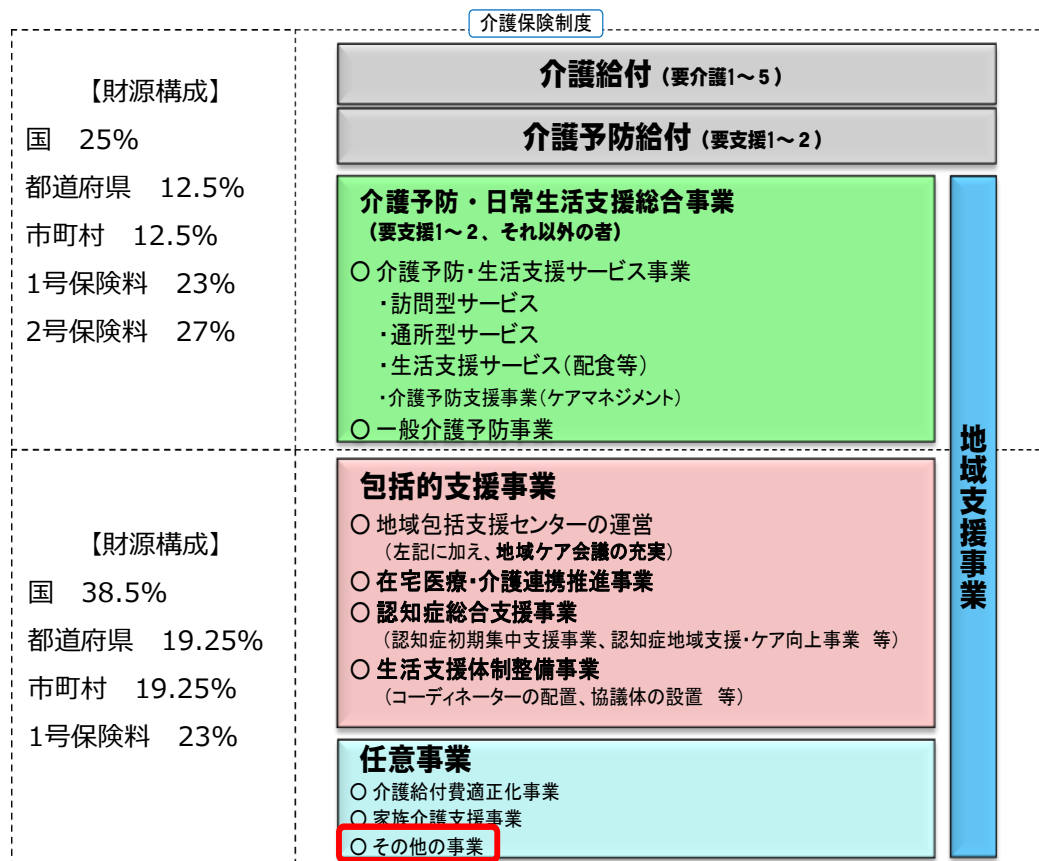 介護保険制度
【財源構成】
国　25%
都道府県　12.5%
市町村　12.5%
1号保険料　23%
2号保険料　27%
介護給付（要介護1～5）
介護予防給付（要支援1～2）
介護予防・日常生活支援総合事業
（要支援1～2、それ以外の者）
○ 介護予防・生活支援サービス事業
・訪問型サービス
・通所型サービス
・生活支援サービス（配食等）
・介護予防支援事業（ケアマネジメント）
○ 一般介護予防事業
【財源構成】
国　38.5%
都道府県　19.25%
市町村　19.25%
1号保険料　23%
包括的支援事業
○ 地域包括支援センターの運営
（左記に加え、地域ケア会議の充実）
○ 在宅医療・介護連携推進事業
○ 認知症総合支援事業
（認知症初期集中支援事業、認知症地域支援・ケア向上事業　等）
○ 生活支援体制整備事業
（コーディネーターの配置、協議体の設置　等）
任意事業
○ 介護給付費適正化事業
○ 家族介護支援事業
○ その他の事業
地域支援事業